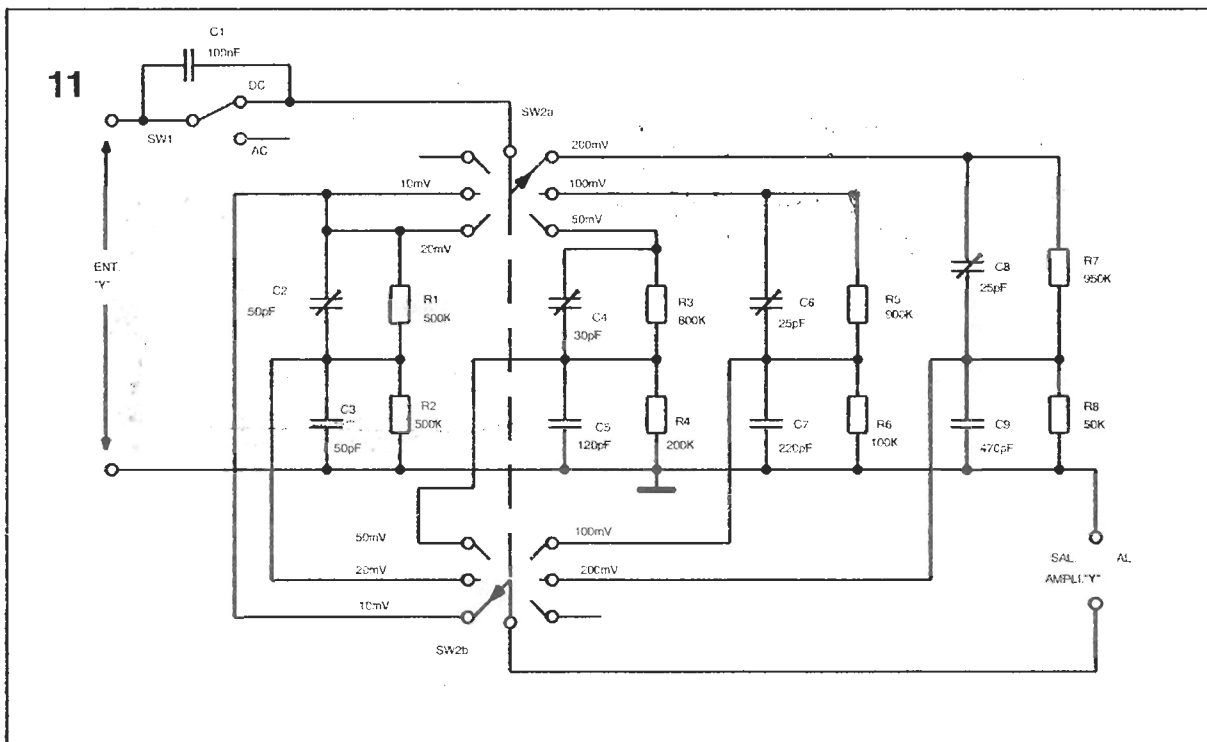 11
C1
100nF
DC
SW1
AC
SW2a
200mV
10mV
100mV
50mV
20mV
ENT.
"Y"
C2
50pF
R1
500K
C4
30pF
R3
800K
C6
25pF
R5
900K
C8
25pF
R7
950K
C3
50pF
R2
500K
C5
120pF
R4
200K
C7
220pF
R6
100K
C9
470pF
R8
50K
50mV
20mV
10mV
100mV
200mV
SW2b
SAL. AL
AMPLI."Y"